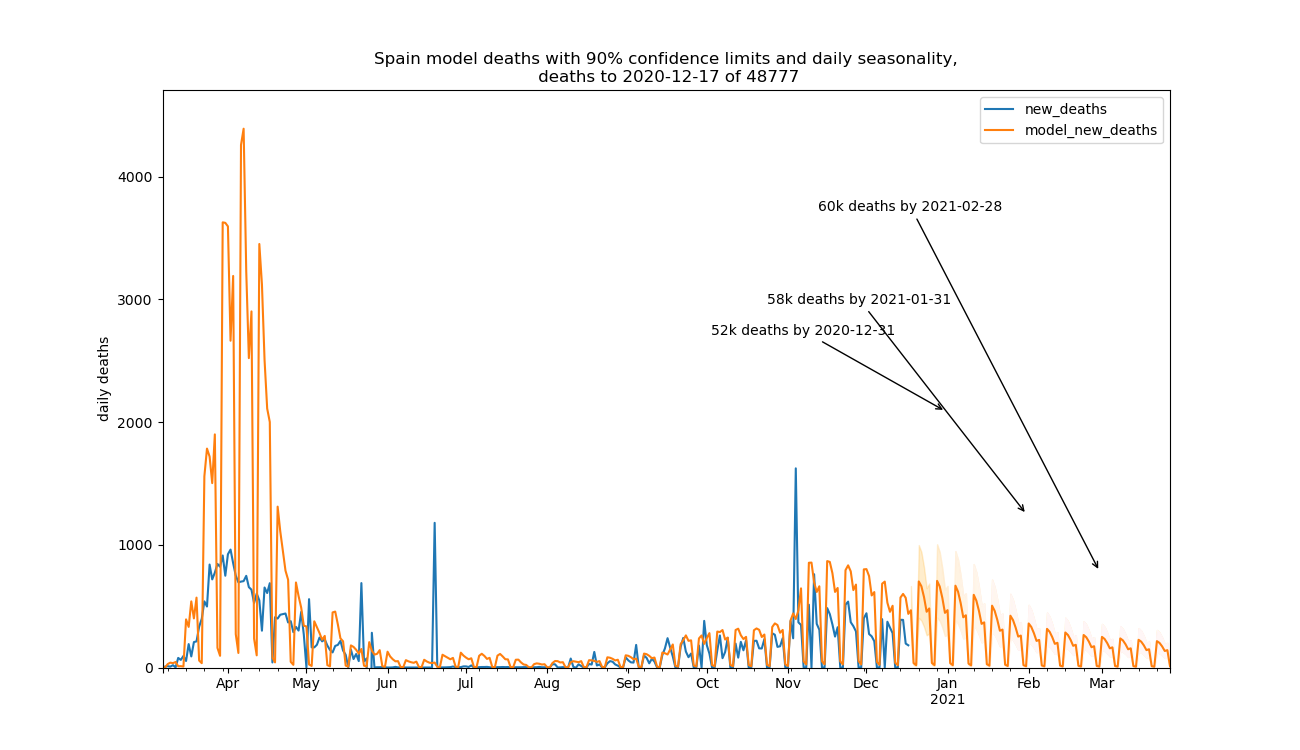 Spain model deaths with 90% confidence limits and daily seasonality,
deaths to 2020-12-17 of 48777
new_deaths
model_new_deaths
daily deaths
4000
3000
2000
1000
0
60k deaths by 2021-02-28
58k deaths by 2021-01-31
52k deaths by 2020-12-31
Apr May Jun Jul Aug Sep Oct Nov Dec Jan Feb Mar
2021